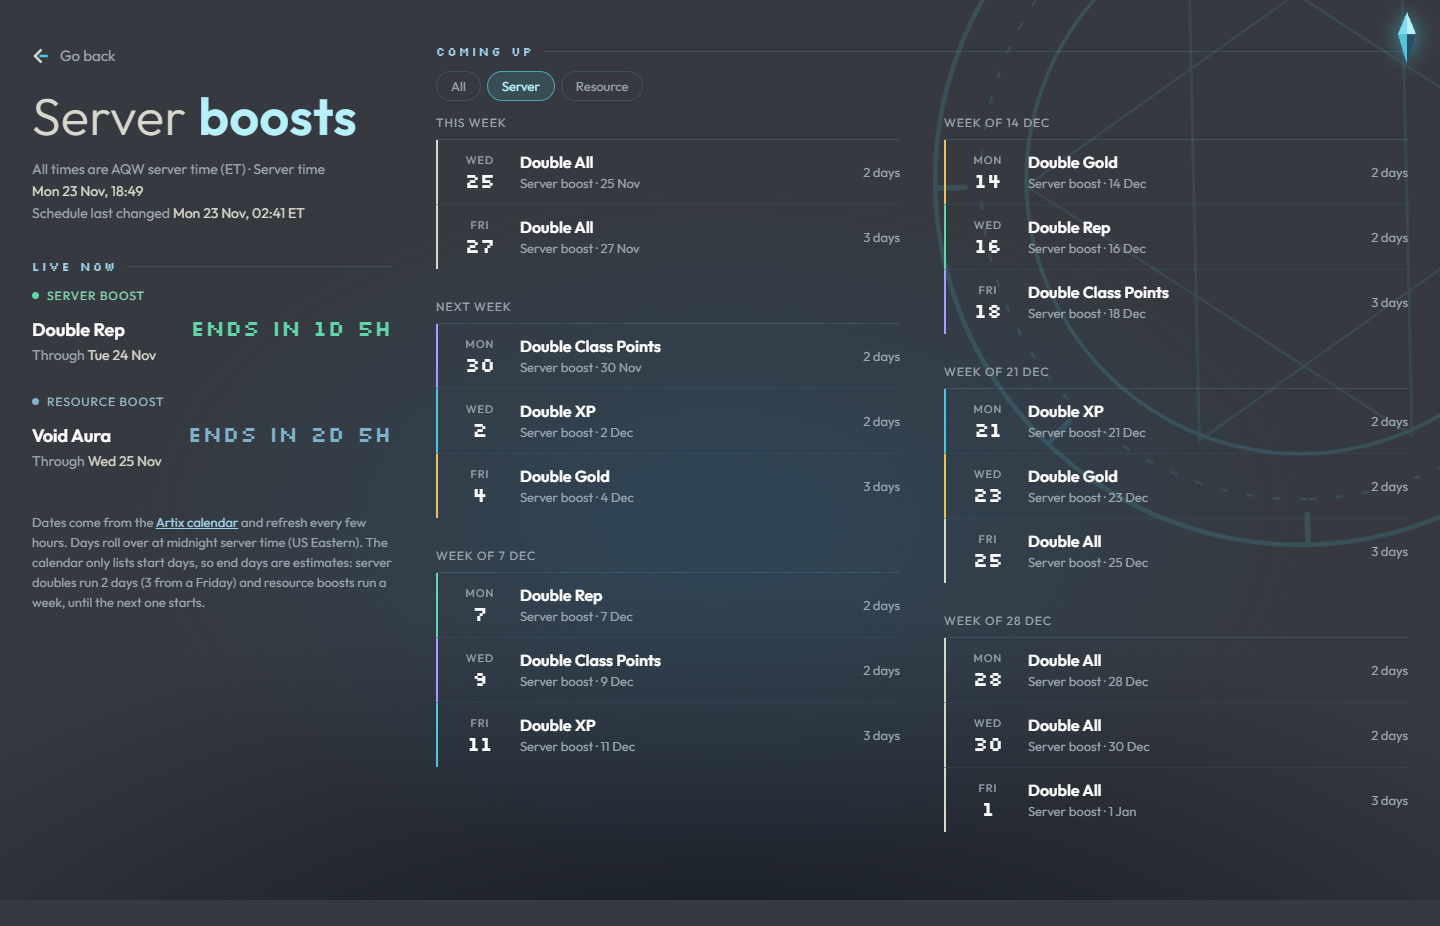 Go back
Server boosts
All times are AQW server time (ET) · Server time
Mon 23 Nov, 18:49
Schedule last changed Mon 23 Nov, 02:41 ET
LIVE NOW
SERVER BOOST
Double Rep ENDS IN 1D 5H
Through Tue 24 Nov
RESOURCE BOOST
Void Aura ENDS IN 2D 5H
Through Wed 25 Nov
Dates come from the Artix calendar and refresh every few
hours. Days roll over at midnight server time (US Eastern). The
calendar only lists start days, so end days are estimates: server
doubles run 2 days (3 from a Friday) and resource boosts run a
week, until the next one starts.
COMING UP
All Server Resource
THIS WEEK
WED
25
Double All
Server boost · 25 Nov
2 days
FRI
27
Double All
Server boost · 27 Nov
3 days
NEXT WEEK
MON
30
Double Class Points
Server boost · 30 Nov
2 days
WED
2
Double XP
Server boost · 2 Dec
2 days
FRI
4
Double Gold
Server boost · 4 Dec
3 days
WEEK OF 7 DEC
MON
7
Double Rep
Server boost · 7 Dec
2 days
WED
9
Double Class Points
Server boost · 9 Dec
2 days
FRI
11
Double XP
Server boost · 11 Dec
3 days
WEEK OF 14 DEC
MON
14
Double Gold
Server boost · 14 Dec
2 days
WED
16
Double Rep
Server boost · 16 Dec
2 days
FRI
18
Double Class Points
Server boost · 18 Dec
3 days
WEEK OF 21 DEC
MON
21
Double XP
Server boost · 21 Dec
2 days
WED
23
Double Gold
Server boost · 23 Dec
2 days
FRI
25
Double All
Server boost · 25 Dec
3 days
WEEK OF 28 DEC
MON
28
Double All
Server boost · 28 Dec
2 days
WED
30
Double All
Server boost · 30 Dec
2 days
FRI
1
Double All
Server boost · 1 Jan
3 days